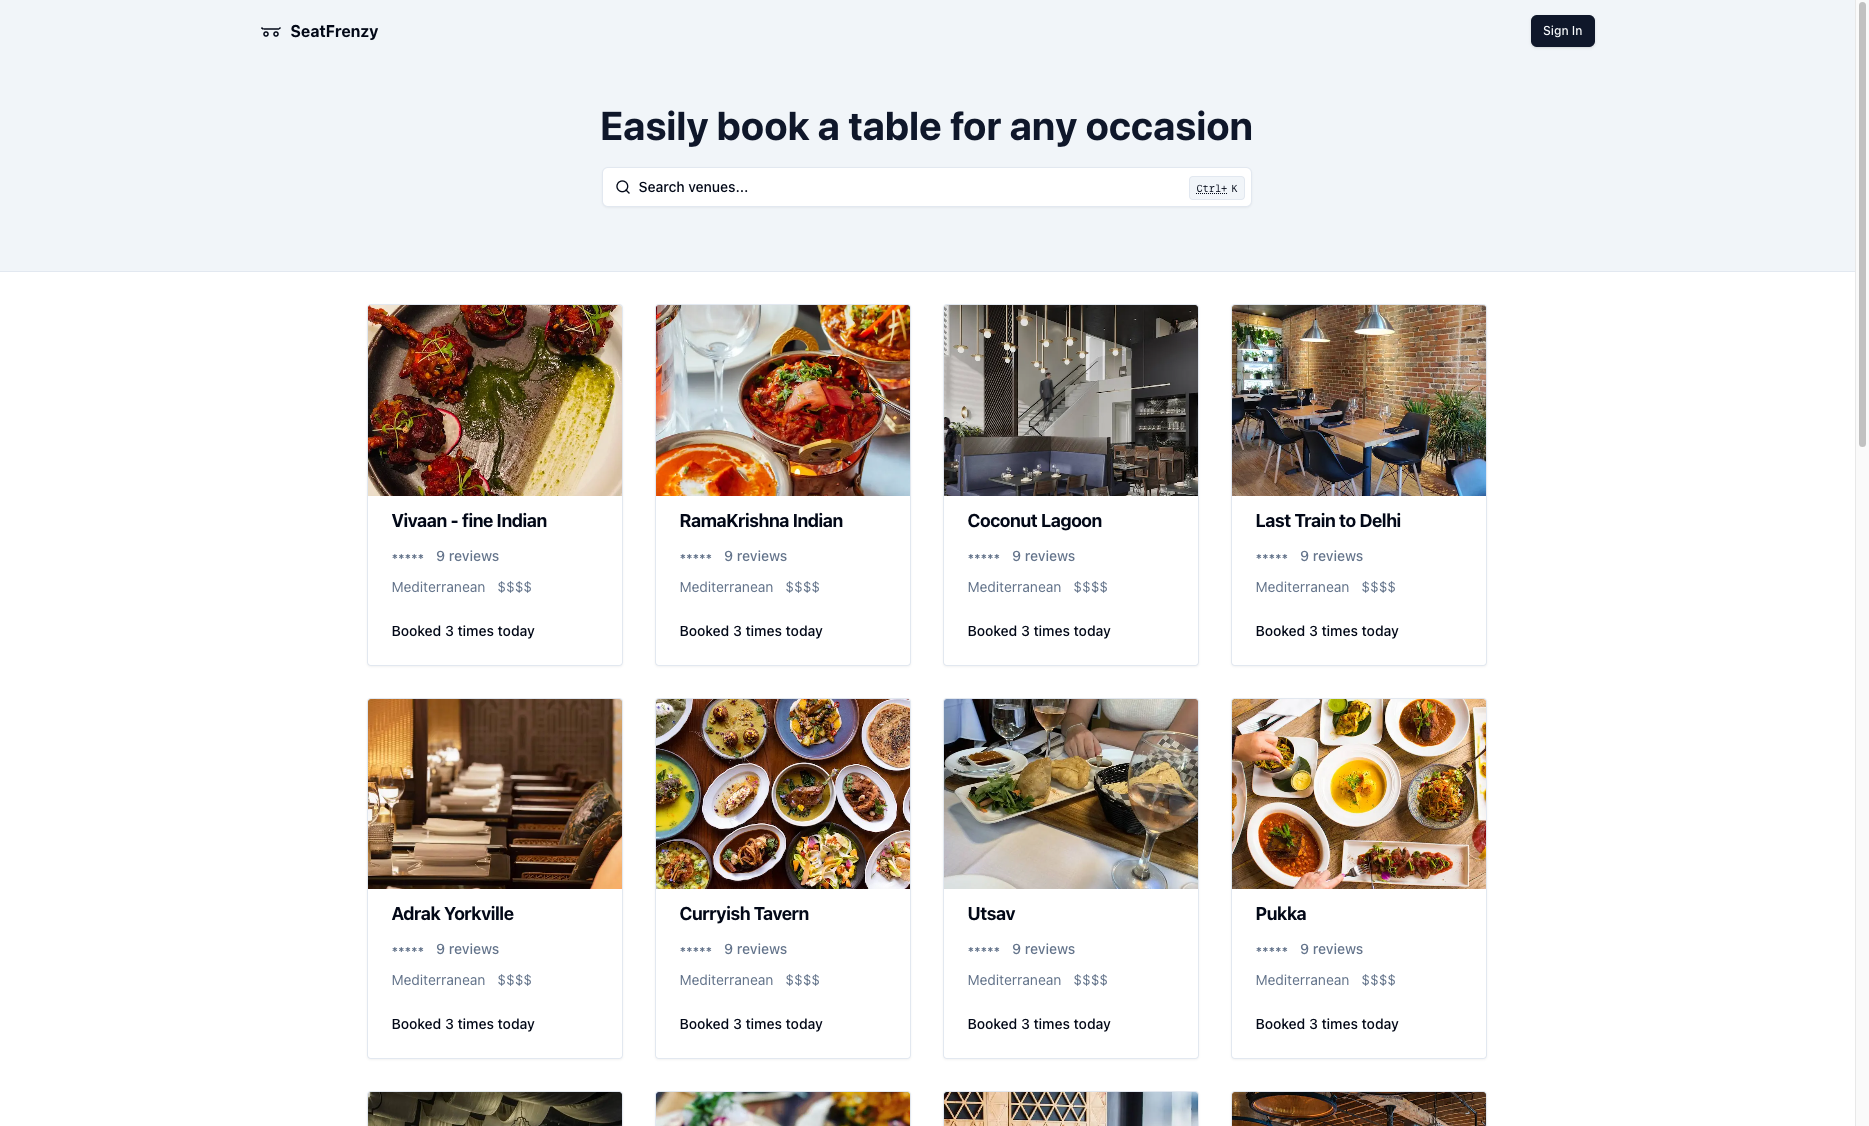 SeatFrenzy
Sign In
Easily book a table for any occasion
Search venues...
Ctrl+ K
Vivaan - fine Indian
***** 9 reviews
Mediterranean $$$$
Booked 3 times today
RamaKrishna Indian
***** 9 reviews
Mediterranean $$$$
Booked 3 times today
Coconut Lagoon
***** 9 reviews
Mediterranean $$$$
Booked 3 times today
Last Train to Delhi
***** 9 reviews
Mediterranean $$$$
Booked 3 times today
Adrak Yorkville
***** 9 reviews
Mediterranean $$$$
Booked 3 times today
Curryish Tavern
***** 9 reviews
Mediterranean $$$$
Booked 3 times today
Utsav
***** 9 reviews
Mediterranean $$$$
Booked 3 times today
Pukka
***** 9 reviews
Mediterranean $$$$
Booked 3 times today